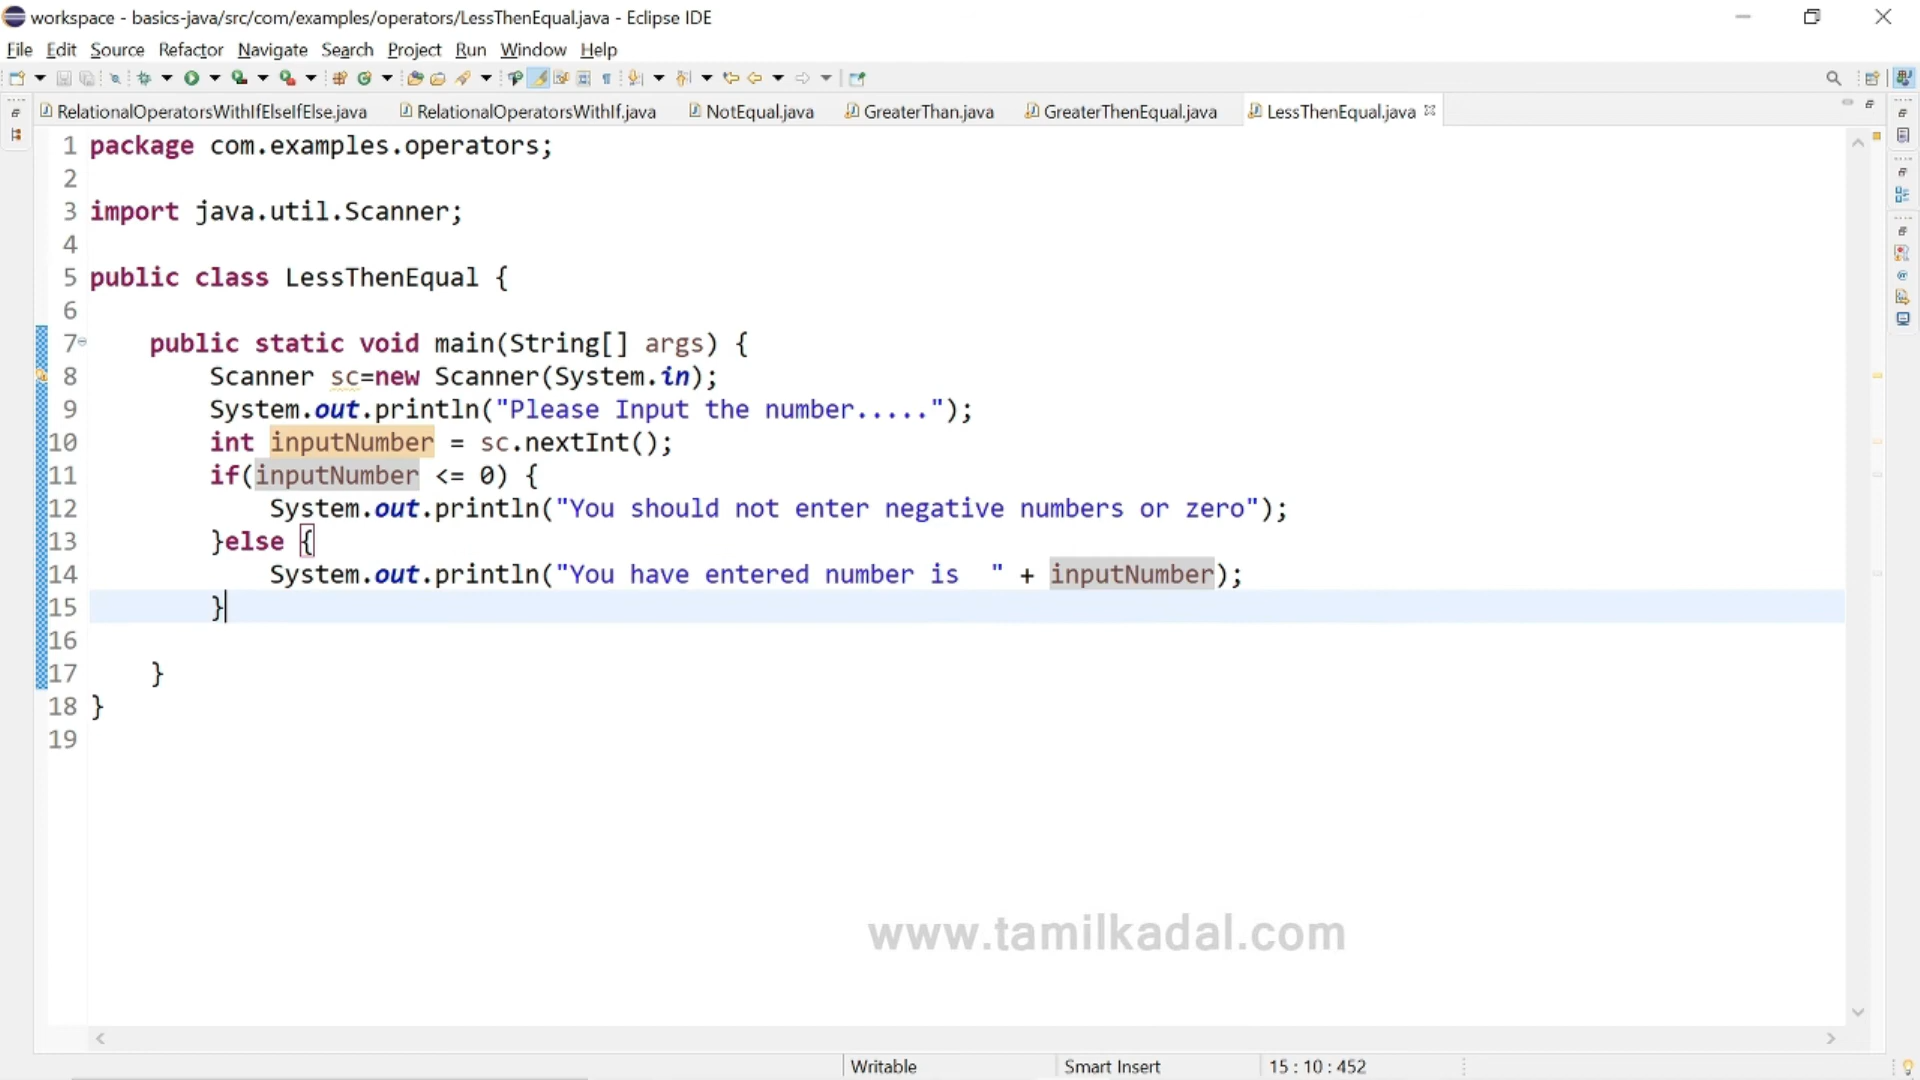 workspace - basics-java/src/com/examples/operators/LessThenEqual.java - Eclipse IDE
File Edit Source Refactor Navigate Search Project Run Window Help
RelationalOperatorsWithIfElseIfElse.java RelationalOperatorsWithIf.java NotEqual.java GreaterThan.java GreaterThenEqual.java LessThenEqual.java
1 package com.examples.operators;
2
3 import java.util.Scanner;
4
5 public class LessThenEqual {
6
7     public static void main(String[] args) {
8         Scanner sc=new Scanner(System.in);
9         System.out.println("Please Input the number.....");
10         int inputNumber = sc.nextInt();
11         if(inputNumber <= 0) {
12             System.out.println("You should not enter negative numbers or zero");
13         }else {
14             System.out.println("You have entered number is  " + inputNumber);
15         }
16
17     }
18 }
19
www.tamilkadal.com
Writable Smart Insert 15 : 10 : 452